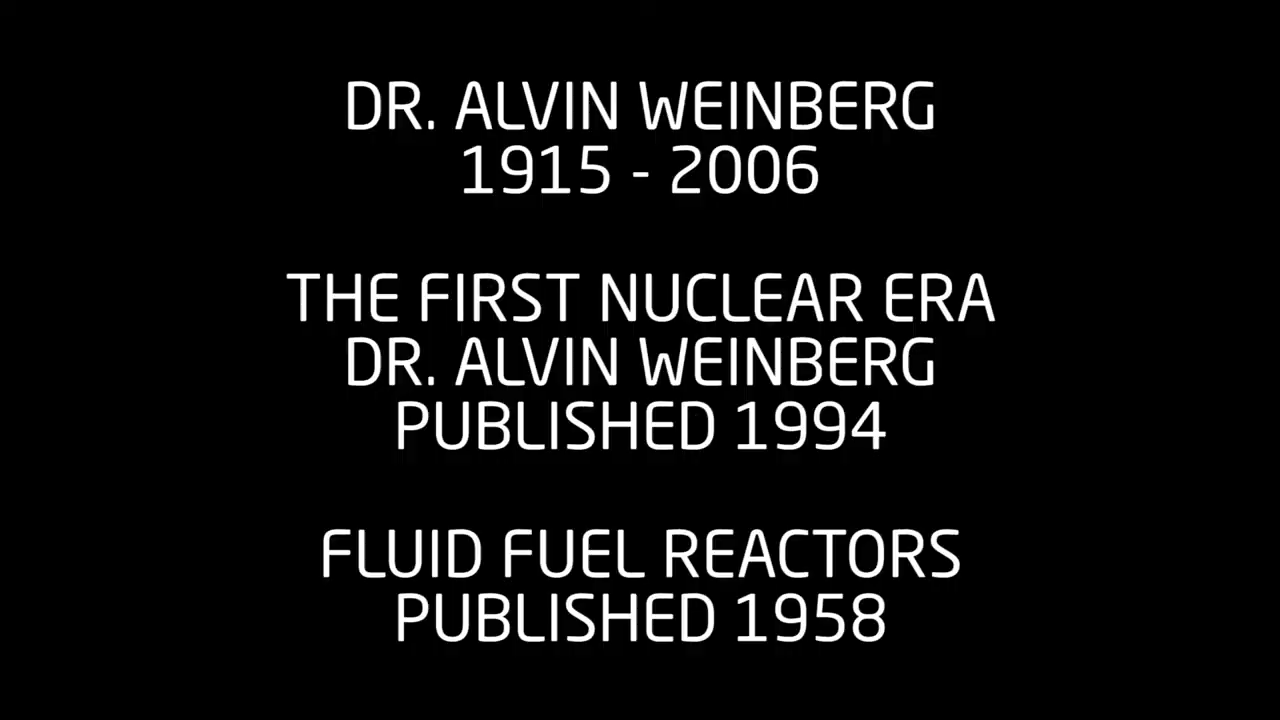 DR. ALVIN WEINBERG
1915 - 2006
THE FIRST NUCLEAR ERA
DR. ALVIN WEINBERG
PUBLISHED 1994
FLUID FUEL REACTORS
PUBLISHED 1958